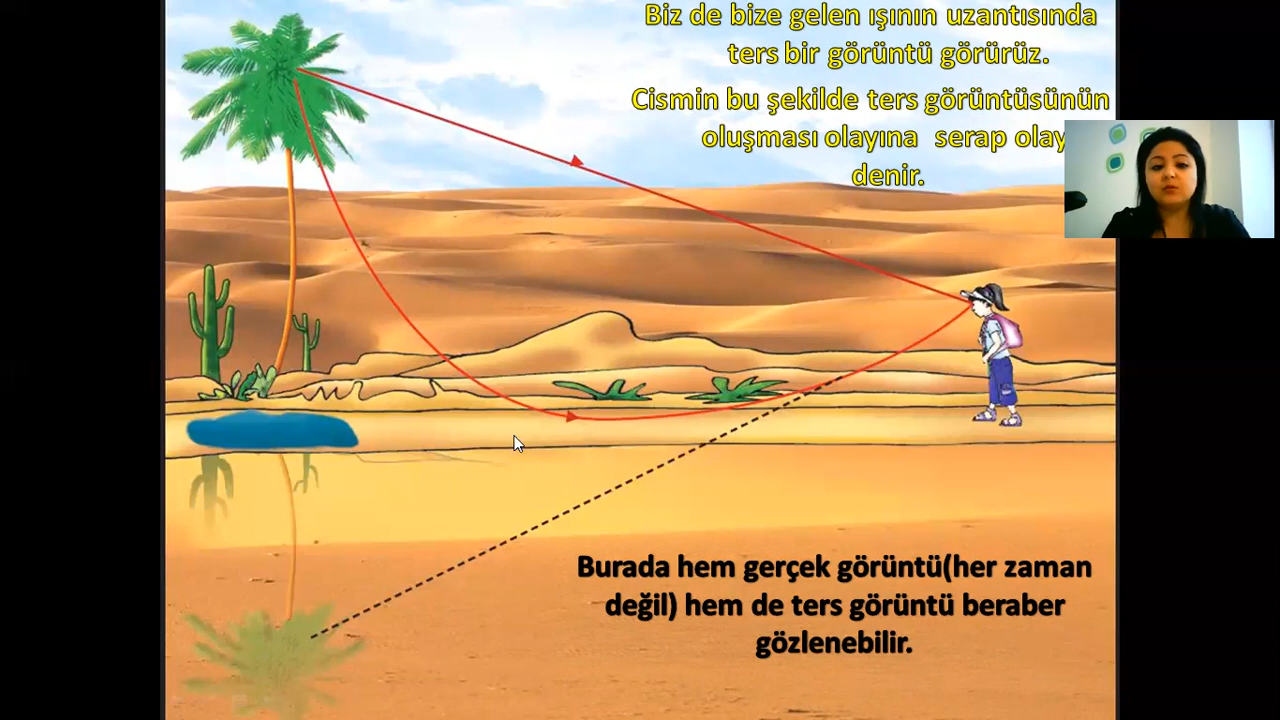 Biz de bize gelen ışının uzantısında
ters bir görüntü görürüz.
Cismin bu şekilde ters görüntüsünün
oluşması olayına serap olay
denir.
Burada hem gerçek görüntü(her zaman
değil) hem de ters görüntü beraber
gözlenebilir.